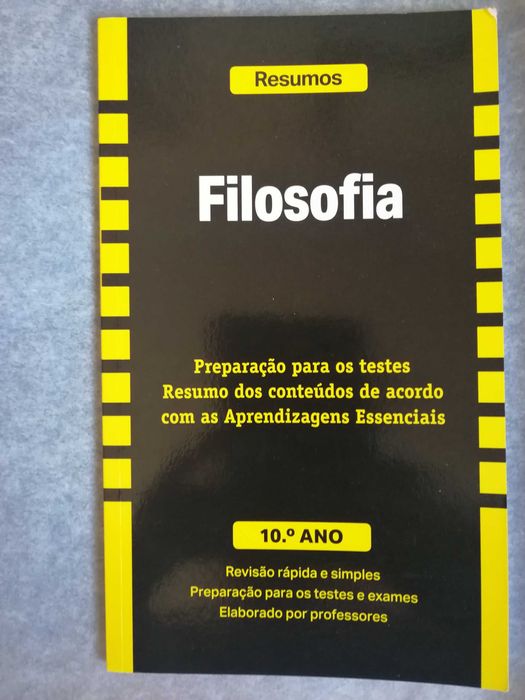 Resumos
Filosofia
Preparação para os testes
Resumo dos conteúdos de acordo
com as Aprendizagens Essenciais
10.º ANO
Revisão rápida e simples
Preparação para os testes e exames
Elaborado por professores